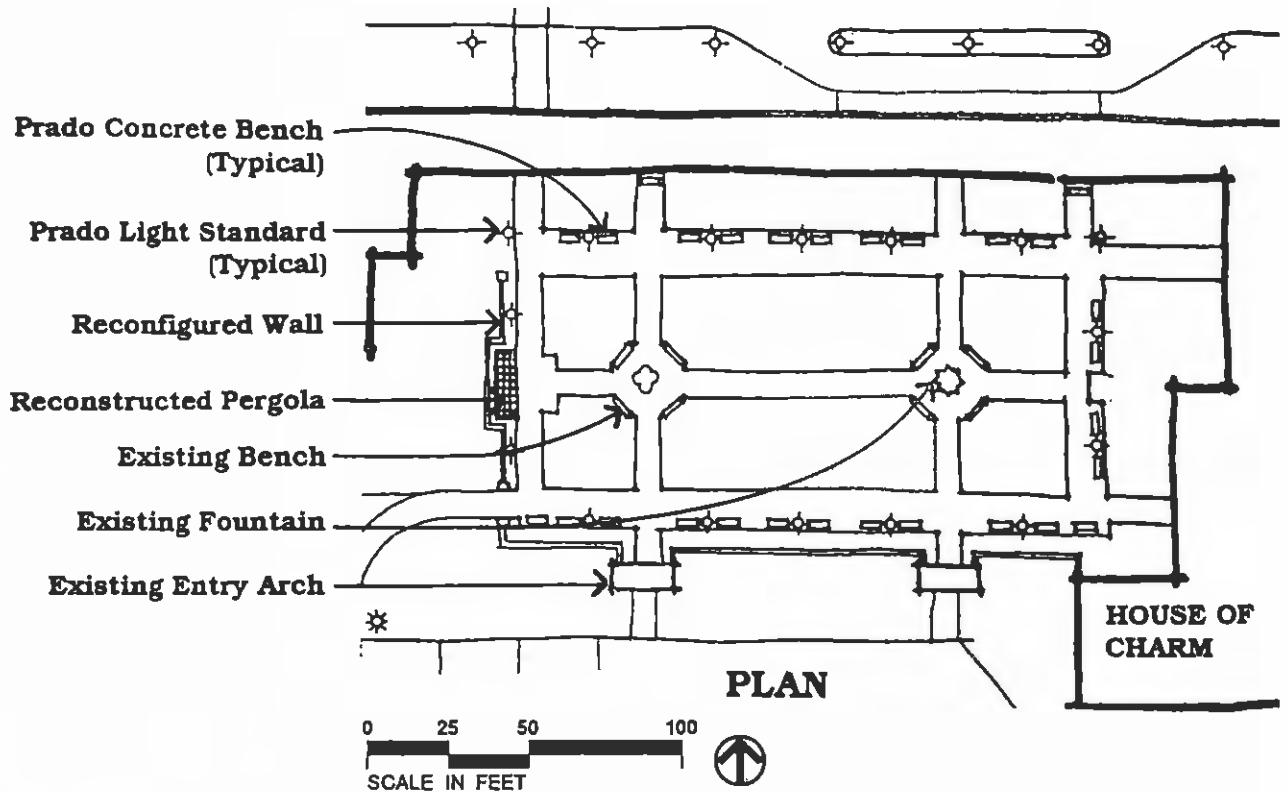 Prado Concrete Bench
(Typical)
Prado Light Standard
(Typical)
Reconfigured Wall
Reconstructed Pergola
Existing Bench
Existing Fountain
Existing Entry Arch
HOUSE OF
CHARM
PLAN
0 25 50 100
SCALE IN FEET